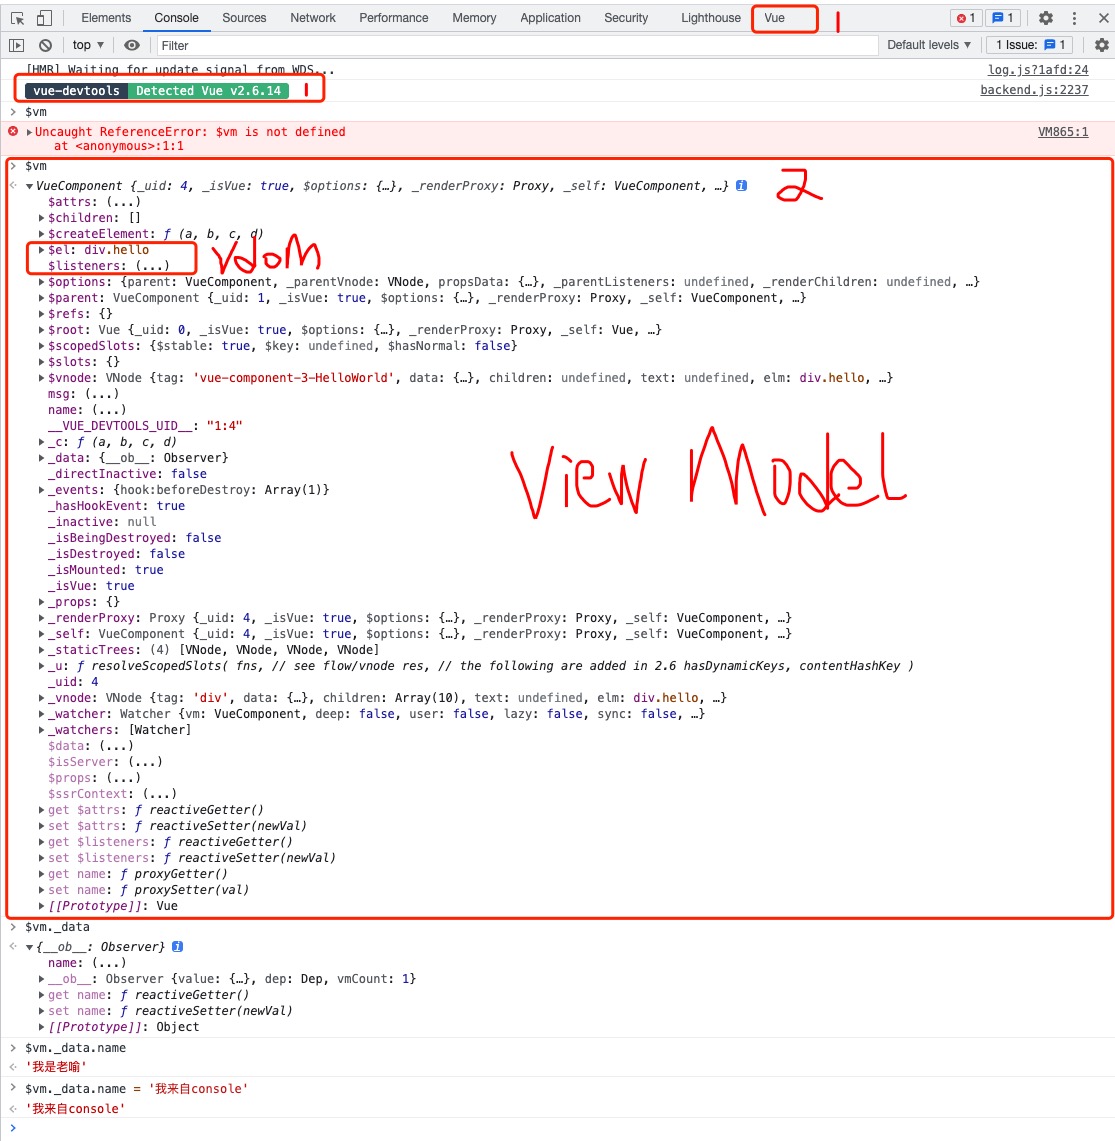 Elements Console Sources Network Performance Memory Application Security Lighthouse Vue 1 1 1
top ▼ Filter Default levels ▼ 1 Issue: 1
[HMR] Waiting for update signal from WDS... log.js?1afd:24
vue-devtools Detected Vue v2.6.14 1 backend.js:2237
> $vm
▶Uncaught ReferenceError: $vm is not defined VM865:1
at <anonymous>:1:1
> $vm
▼VueComponent {_uid: 4, _isVue: true, $options: {…}, _renderProxy: Proxy, _self: VueComponent, …} i 2
$attrs: (...)
▶$children: []
▶$createElement: ƒ (a, b, c, d)
▶$el: div.hello vdom
$listeners: (...)
▶$options: {parent: VueComponent, _parentVnode: VNode, propsData: {…}, _parentListeners: undefined, _renderChildren: undefined, …}
▶$parent: VueComponent {_uid: 1, _isVue: true, $options: {…}, _renderProxy: Proxy, _self: VueComponent, …}
▶$refs: {}
▶$root: Vue {_uid: 0, _isVue: true, $options: {…}, _renderProxy: Proxy, _self: Vue, …}
▶$scopedSlots: {$stable: true, $key: undefined, $hasNormal: false}
▶$slots: {}
▶$vnode: VNode {tag: 'vue-component-3-HelloWorld', data: {…}, children: undefined, text: undefined, elm: div.hello, …}
msg: (...)
name: (...)
__VUE_DEVTOOLS_UID__: "1:4"
▶_c: ƒ (a, b, c, d)
▶_data: {__ob__: Observer}
_directInactive: false
View Model
▶_events: {hook:beforeDestroy: Array(1)}
_hasHookEvent: true
_inactive: null
_isBeingDestroyed: false
_isDestroyed: false
_isMounted: true
_isVue: true
▶_props: {}
▶_renderProxy: Proxy {_uid: 4, _isVue: true, $options: {…}, _renderProxy: Proxy, _self: VueComponent, …}
▶_self: VueComponent {_uid: 4, _isVue: true, $options: {…}, _renderProxy: Proxy, _self: VueComponent, …}
▶_staticTrees: (4) [VNode, VNode, VNode, VNode]
▶_u: ƒ resolveScopedSlots( fns, // see flow/vnode res, // the following are added in 2.6 hasDynamicKeys, contentHashKey )
_uid: 4
▶_vnode: VNode {tag: 'div', data: {…}, children: Array(10), text: undefined, elm: div.hello, …}
▶_watcher: Watcher {vm: VueComponent, deep: false, user: false, lazy: false, sync: false, …}
▶_watchers: [Watcher]
$data: (...)
$isServer: (...)
$props: (...)
$ssrContext: (...)
▶get $attrs: ƒ reactiveGetter()
▶set $attrs: ƒ reactiveSetter(newVal)
▶get $listeners: ƒ reactiveGetter()
▶set $listeners: ƒ reactiveSetter(newVal)
▶get name: ƒ proxyGetter()
▶set name: ƒ proxySetter(val)
▶[[Prototype]]: Vue
> $vm._data
▼{__ob__: Observer} i
name: (...)
▶__ob__: Observer {value: {…}, dep: Dep, vmCount: 1}
▶get name: ƒ reactiveGetter()
▶set name: ƒ reactiveSetter(newVal)
▶[[Prototype]]: Object
> $vm._data.name
'我是老喻'
> $vm._data.name = '我来自console'
'我来自console'
>